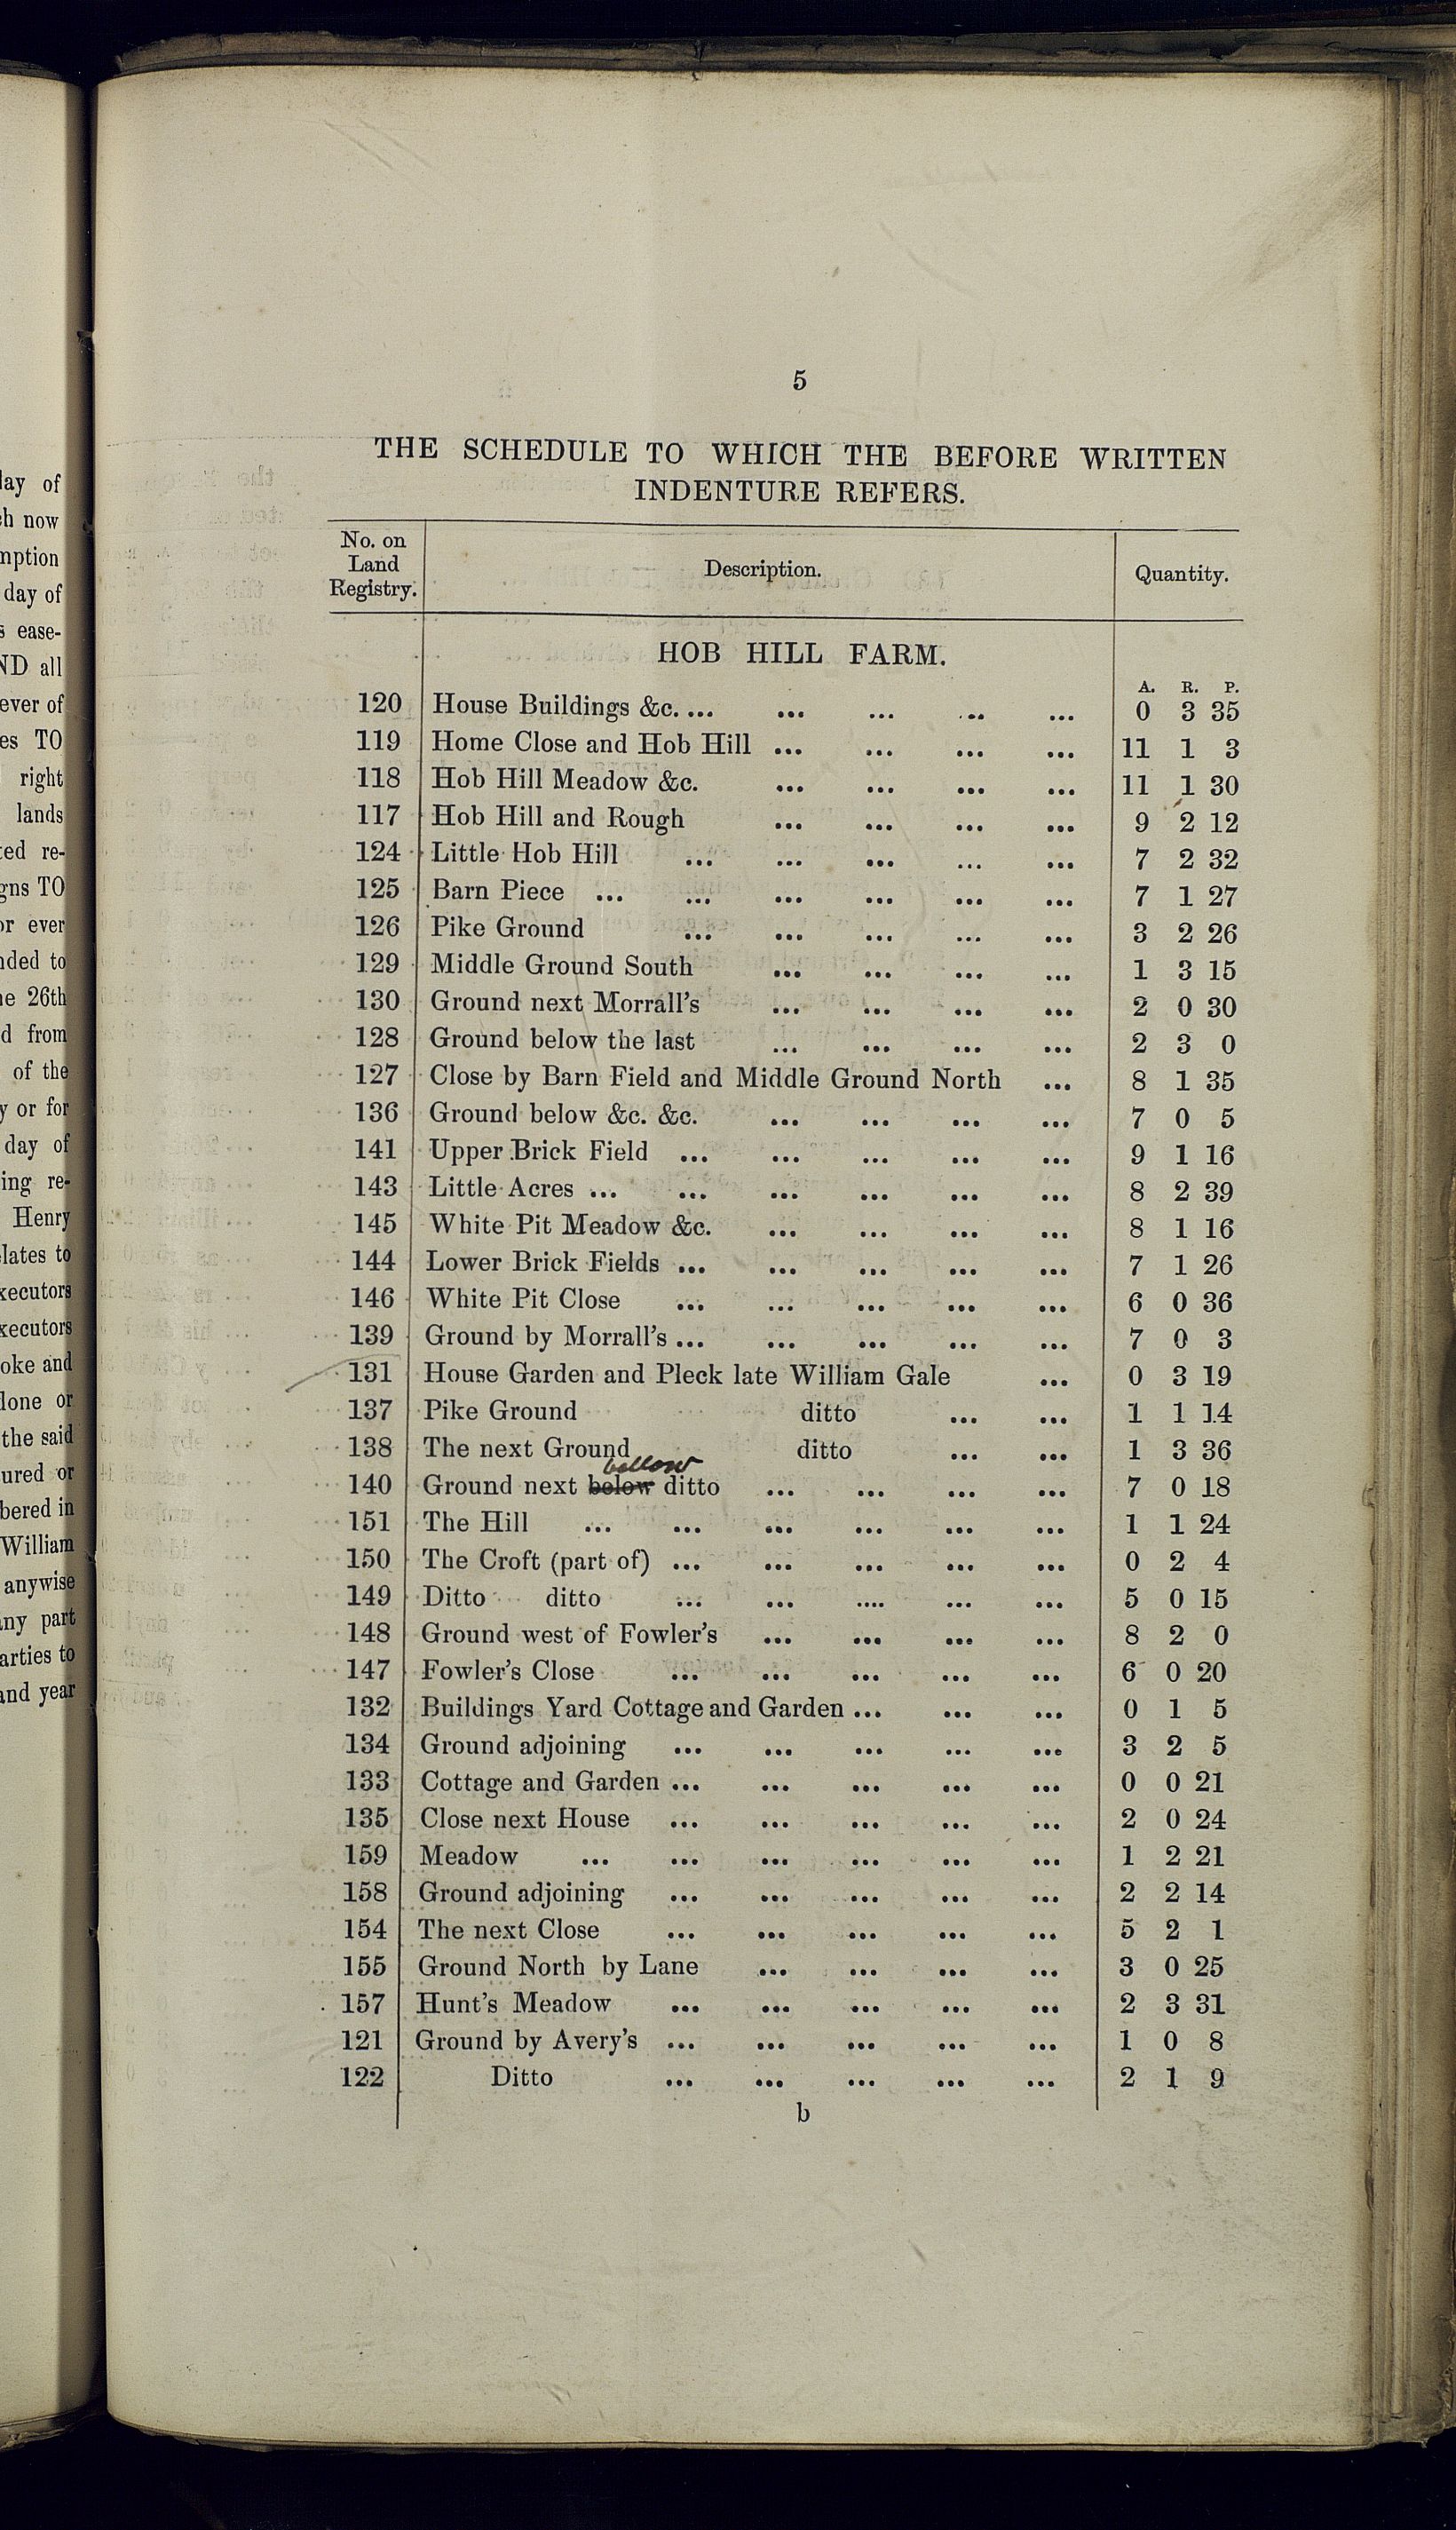 5
THE SCHEDULE TO WHICH THE BEFORE WRITTEN
INDENTURE REFERS.
No. on
Land
Registry.
Description.
Quantity.
HOB HILL FARM.
A. R. P.
120 House Buildings &c. ... ... ... ... ... 0 3 35
119 Home Close and Hob Hill ... ... ... ... 11 1 3
118 Hob Hill Meadow &c. ... ... ... ... 11 1 30
117 Hob Hill and Rough ... ... ... ... 9 2 12
124 Little Hob Hill ... ... ... ... ... 7 2 32
125 Barn Piece ... ... ... ... ... ... 7 1 27
126 Pike Ground ... ... ... ... ... 3 2 26
129 Middle Ground South ... ... ... ... 1 3 15
130 Ground next Morrall's ... ... ... ... 2 0 30
128 Ground below the last ... ... ... ... 2 3 0
127 Close by Barn Field and Middle Ground North ... 8 1 35
136 Ground below &c. &c. ... ... ... ... 7 0 5
141 Upper Brick Field ... ... ... ... ... 9 1 16
143 Little Acres ... ... ... ... ... ... 8 2 39
145 White Pit Meadow &c. ... ... ... ... 8 1 16
144 Lower Brick Fields ... ... ... ... ... 7 1 26
146 White Pit Close ... ... ... ... ... 6 0 36
139 Ground by Morrall's ... ... ... ... ... 7 0 3
131 House Garden and Pleck late William Gale ... 0 3 19
137 Pike Ground ditto ... ... 1 1 14
138 The next Ground ditto ... ... 1 3 36
bellow
140 Ground next below ditto ... ... ... ... 7 0 18
151 The Hill ... ... ... ... ... ... 1 1 24
150 The Croft (part of) ... ... ... ... ... 0 2 4
149 Ditto ditto ... ... .... ... ... 5 0 15
148 Ground west of Fowler's ... ... ... ... 8 2 0
147 Fowler's Close ... ... ... ... ... 6 0 20
132 Buildings Yard Cottage and Garden ... ... ... 0 1 5
134 Ground adjoining ... ... ... ... ... 3 2 5
133 Cottage and Garden ... ... ... ... ... 0 0 21
135 Close next House ... ... ... ... ... 2 0 24
159 Meadow ... ... ... ... ... ... 1 2 21
158 Ground adjoining ... ... ... ... ... 2 2 14
154 The next Close ... ... ... ... ... 5 2 1
155 Ground North by Lane ... ... ... ... 3 0 25
157 Hunt's Meadow ... ... ... ... ... 2 3 31
121 Ground by Avery's ... ... ... ... ... 1 0 8
122 Ditto ... ... ... ... ... 2 1 9
b